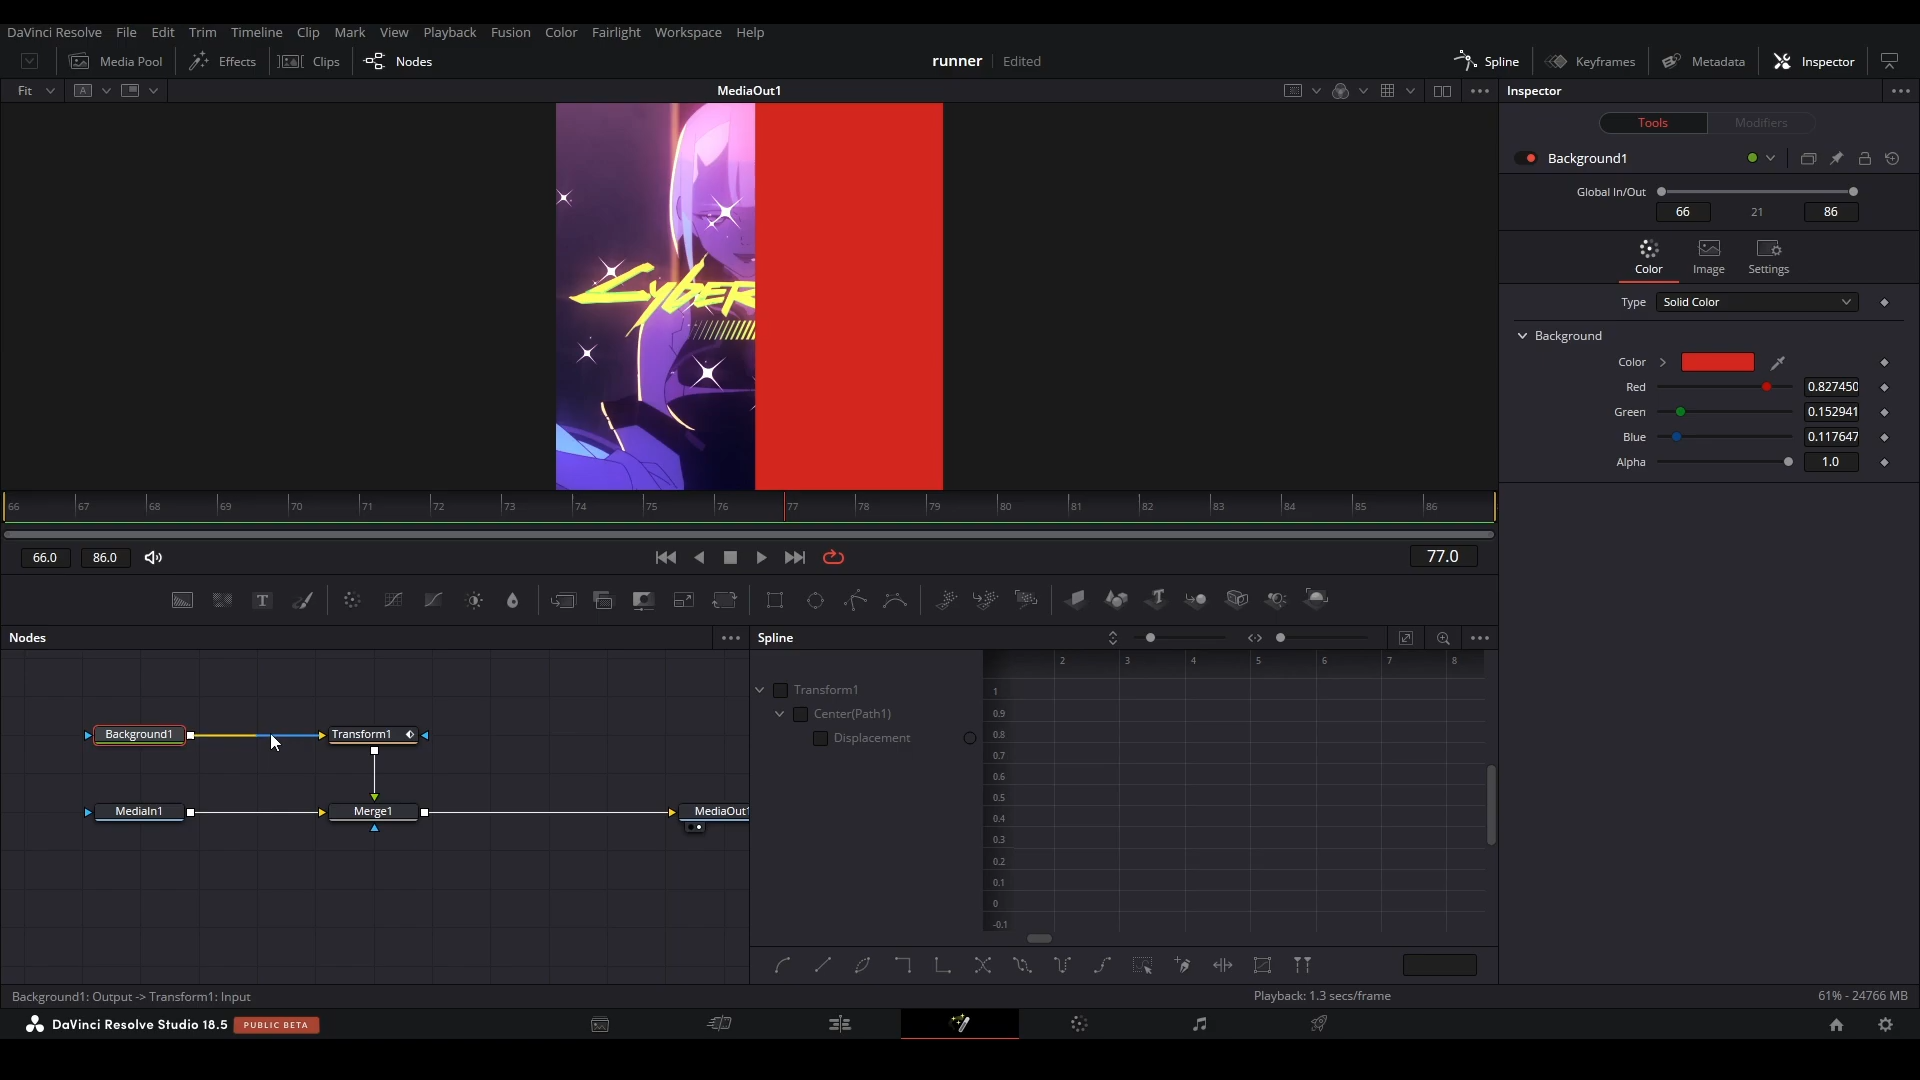 DaVinci Resolve File Edit Trim Timeline Clip Mark View Playback Fusion Color Fairlight Workspace Help
Media Pool Effects Clips Nodes runner Edited Spline Keyframes Metadata Inspector
Fit A MediaOut1 Inspector
Tools Modifiers
Background1
Global In/Out
66 21 86
Color Image Settings
Type Solid Color
Background
Color
Red 0.827450
Green 0.152941
Blue 0.117647
Alpha 1.0
CYBER
66 67 68 69 70 71 72 73 74 75 76 77 78 79 80 81 82 83 84 85 86
66.0 86.0 77.0
T T
Nodes Spline
Background1 Transform1
MediaIn1 Merge1 MediaOut1
Transform1
Center(Path1)
Displacement
2 3 4 5 6 7 8
1
0.9
0.8
0.7
0.6
0.5
0.4
0.3
0.2
0.1
0
-0.1
Background1: Output -> Transform1: Input Playback: 1.3 secs/frame 61% - 24766 MB
DaVinci Resolve Studio 18.5 PUBLIC BETA